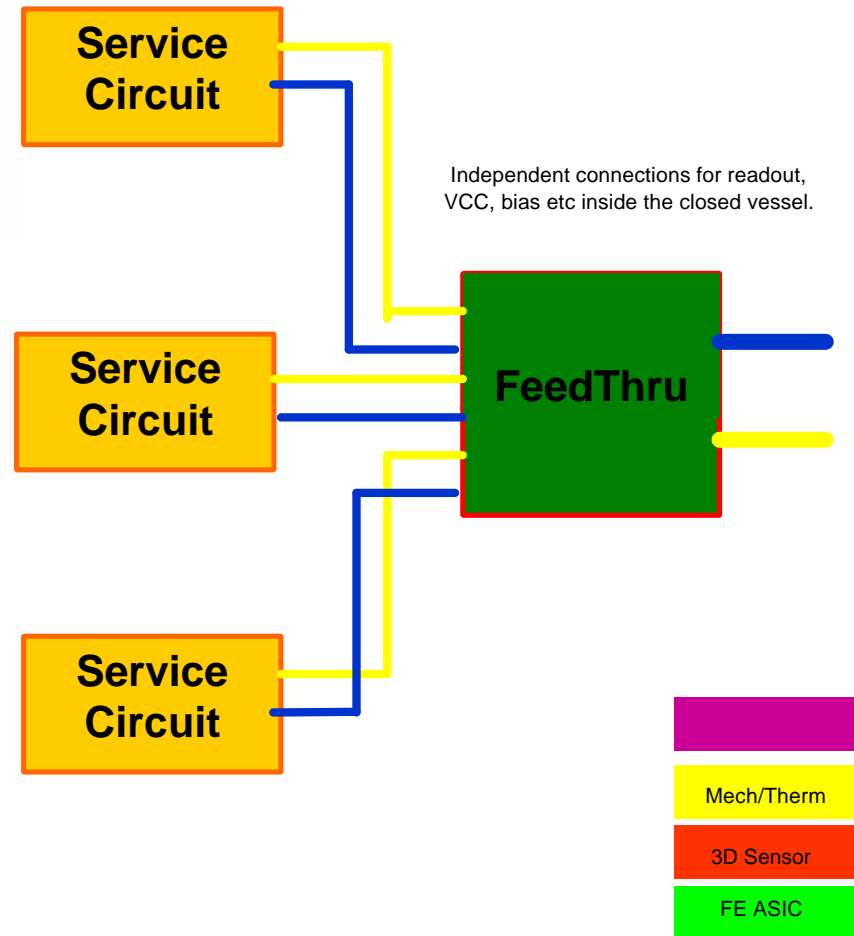 Service
Circuit
Independent connections for readout,
VCC, bias etc inside the closed vessel.
Service
Circuit
FeedThru
Service
Circuit
Mech/Therm
3D Sensor
FE ASIC